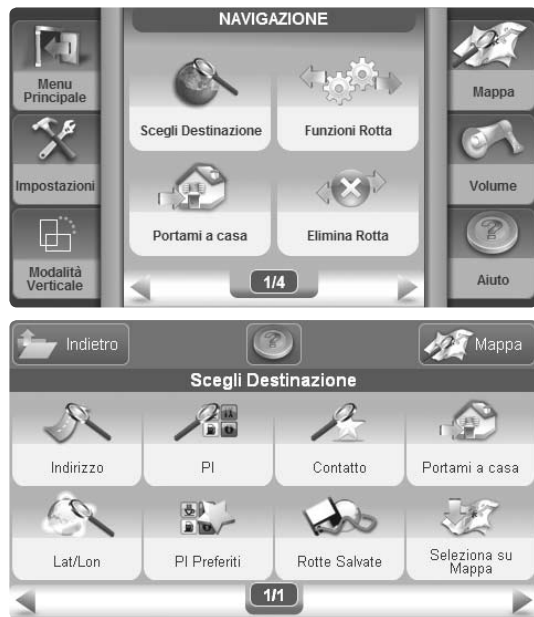 NAVIGAZIONE
Menu
Principale
Scegli Destinazione
Funzioni Rotta
Mappa
Impostazioni
Portami a casa
Elimina Rotta
Volume
Modalità
Verticale
1/4
Aiuto
Indietro
Mappa
Scegli Destinazione
Indirizzo
PI
Contatto
Portami a casa
Lat/Lon
PI Preferiti
Rotte Salvate
Seleziona su
Mappa
1/1